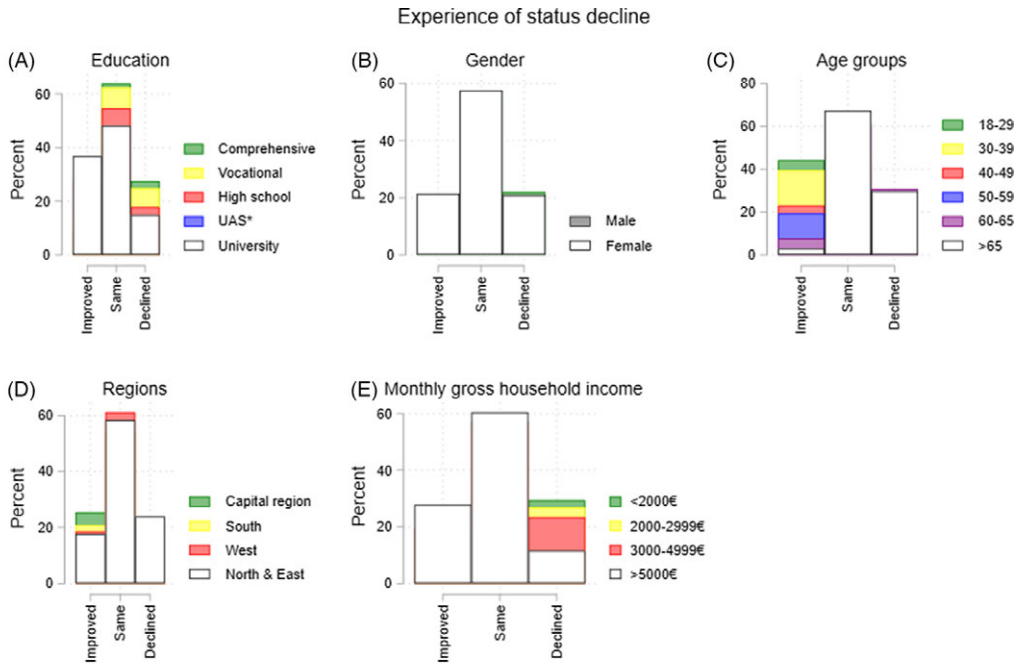 Experience of status decline
(A) Education
Percent
60
40
20
0
Improved
Same
Declined
Comprehensive
Vocational
High school
UAS*
University
(B) Gender
Percent
60
40
20
0
Improved
Same
Declined
Male
Female
(C) Age groups
Percent
80
60
40
20
0
Improved
Same
Declined
18-29
30-39
40-49
50-59
60-65
>65
(D) Regions
Percent
60
40
20
0
Improved
Same
Declined
Capital region
South
West
North & East
(E) Monthly gross household income
Percent
60
40
20
0
Improved
Same
Declined
<2000€
2000-2999€
3000-4999€
>5000€